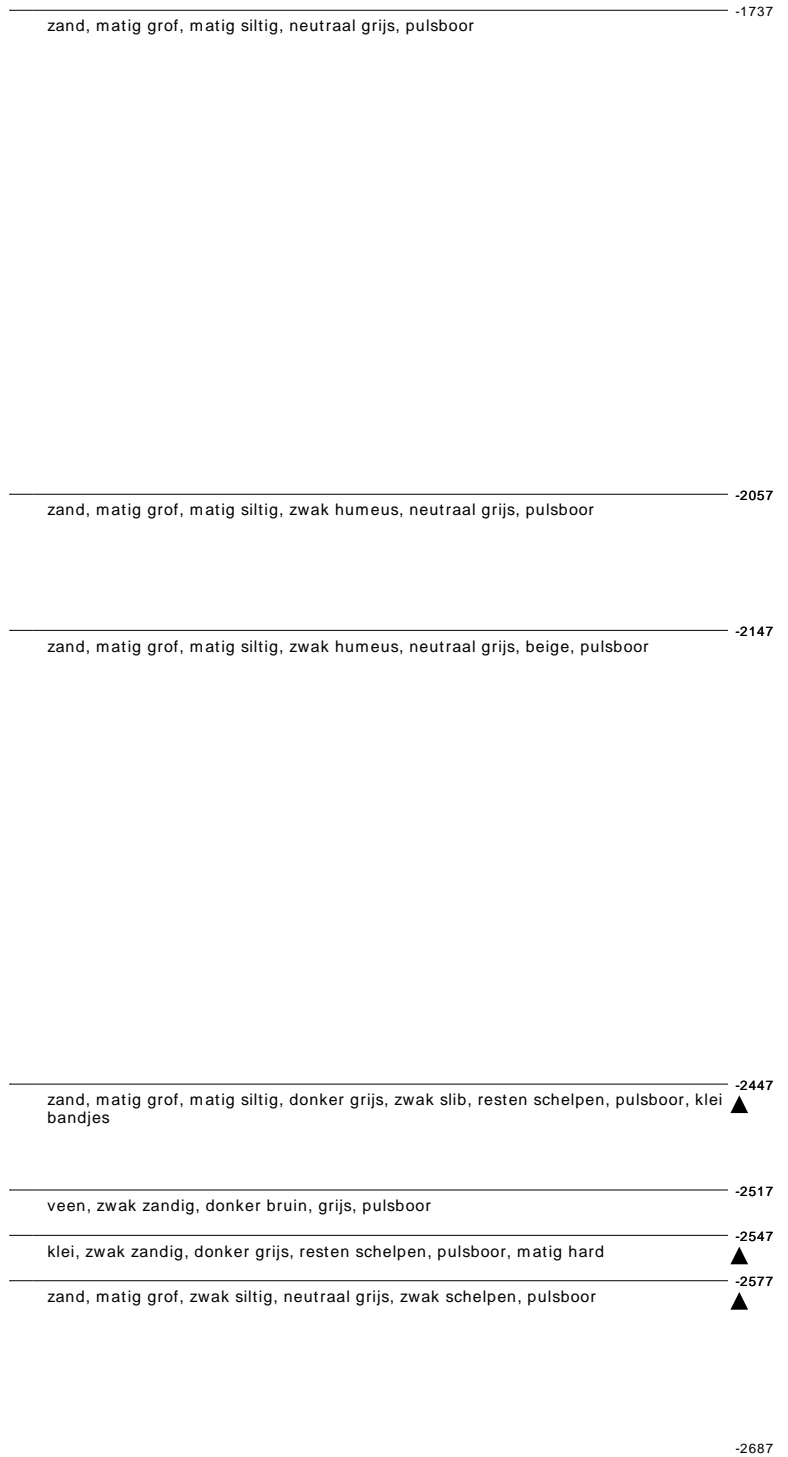 -1737
zand, matig grof, matig siltig, neutraal grijs, pulsboor
-2057
zand, matig grof, matig siltig, zwak humeus, neutraal grijs, pulsboor
-2147
zand, matig grof, matig siltig, zwak humeus, neutraal grijs, beige, pulsboor
-2447
zand, matig grof, matig siltig, donker grijs, zwak slib, resten schelpen, pulsboor, klei
bandjes
-2517
veen, zwak zandig, donker bruin, grijs, pulsboor
-2547
klei, zwak zandig, donker grijs, resten schelpen, pulsboor, matig hard
-2577
zand, matig grof, zwak siltig, neutraal grijs, zwak schelpen, pulsboor
-2687